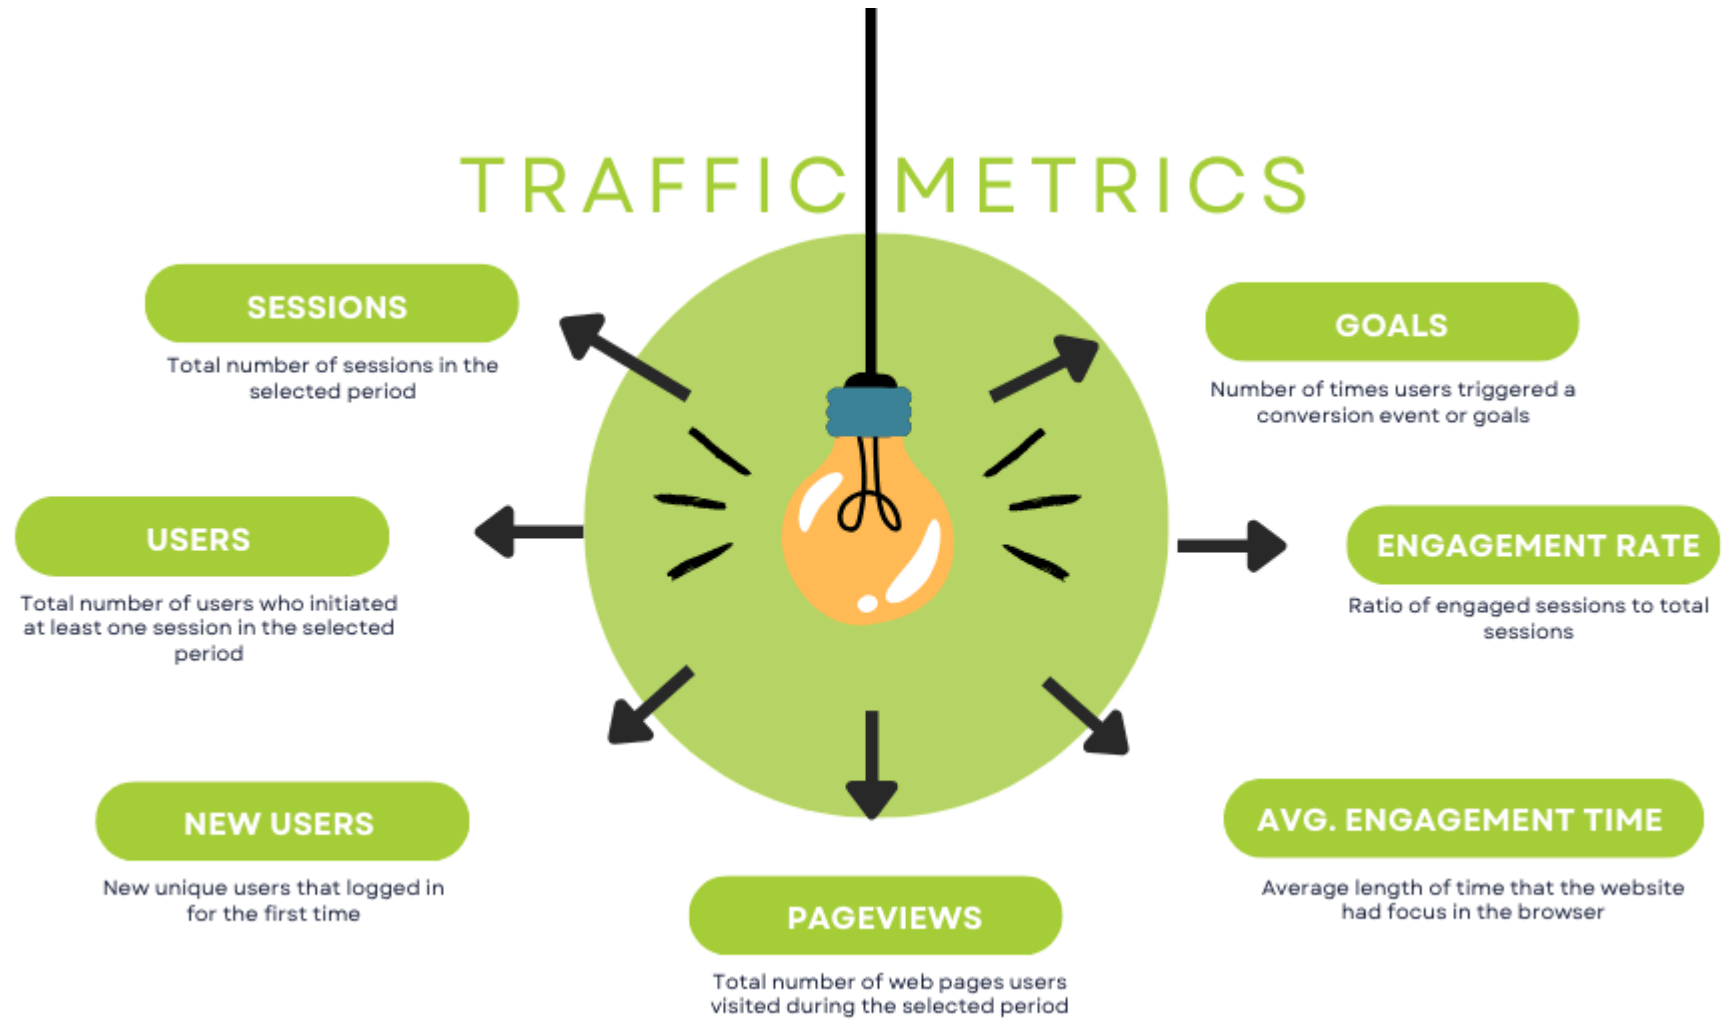 TRAFFIC METRICS
SESSIONS
Total number of sessions in the
selected period
USERS
Total number of users who initiated
at least one session in the selected
period
NEW USERS
New unique users that logged in
for the first time
PAGEVIEWS
Total number of web pages users
visited during the selected period
GOALS
Number of times users triggered a
conversion event or goals
ENGAGEMENT RATE
Ratio of engaged sessions to total
sessions
AVG. ENGAGEMENT TIME
Average length of time that the website
had focus in the browser